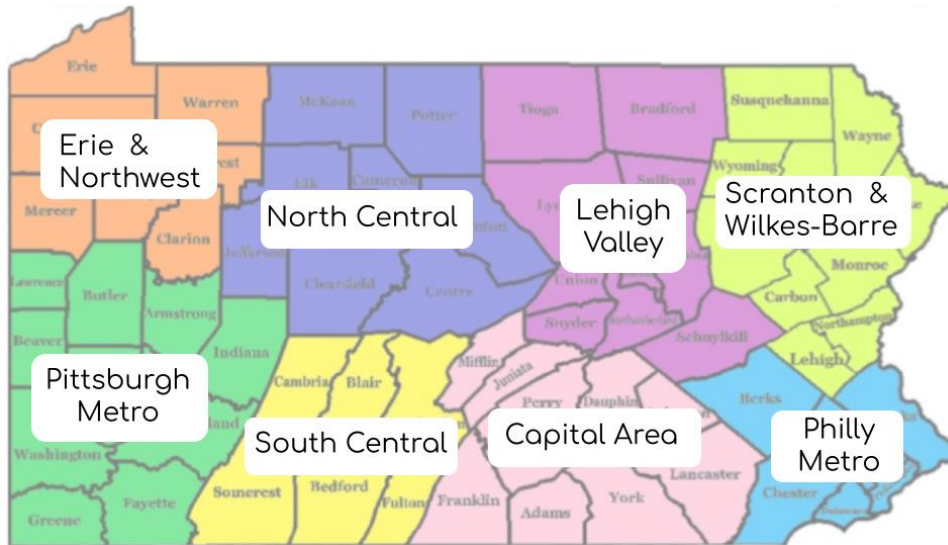 Erie
Warren
McKean
Potter
Tioga
Bradford
Susquehanna
Wayne
Erie &
Northwest
Wyoming
Sullivan
Elk
Cameron
North Central
Lehigh
Valley
Scranton &
Wilkes-Barre
Mercer
Clarion
Jefferson
Clearfield
Centre
Union
Monroe
Carbon
Lawrence
Butler
Armstrong
Snyder
Northumberland
Schuylkill
Northampton
Lehigh
Beaver
Indiana
Mifflin
Juniata
Pittsburgh
Metro
Cambria
Blair
Perry
Dauphin
Berks
South Central
Capital Area
Philly
Metro
Washington
Lancaster
Somerset
Bedford
Fulton
Franklin
York
Chester
Greene
Fayette
Adams
Delaware